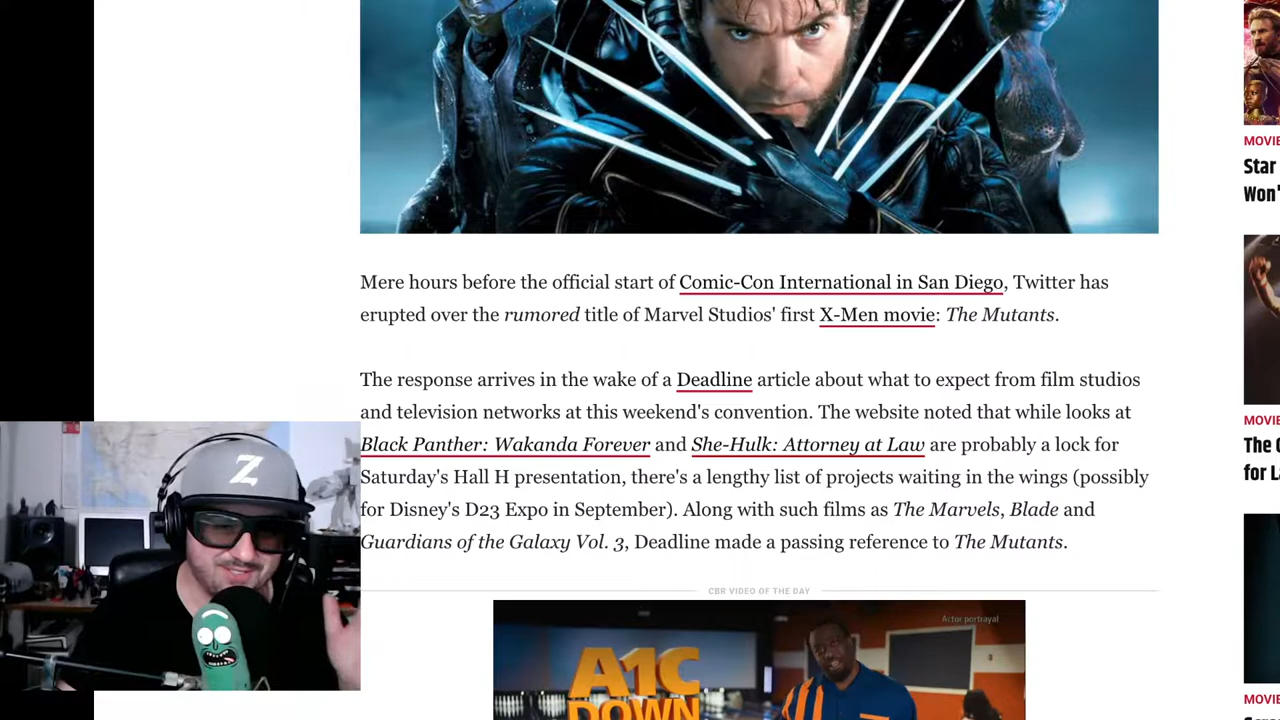 Mere hours before the official start of Comic-Con International in San Diego, Twitter has
erupted over the rumored title of Marvel Studios' first X-Men movie: The Mutants.
The response arrives in the wake of a Deadline article about what to expect from film studios
and television networks at this weekend's convention. The website noted that while looks at
Black Panther: Wakanda Forever and She-Hulk: Attorney at Law are probably a lock for
Saturday's Hall H presentation, there's a lengthy list of projects waiting in the wings (possibly
for Disney's D23 Expo in September). Along with such films as The Marvels, Blade and
Guardians of the Galaxy Vol. 3, Deadline made a passing reference to The Mutants.
CBR VIDEO OF THE DAY
Actor portrayal
A1C
DOWN
Z
MOVIE
Star
Won'
MOVIE
The
for L
MOVIE